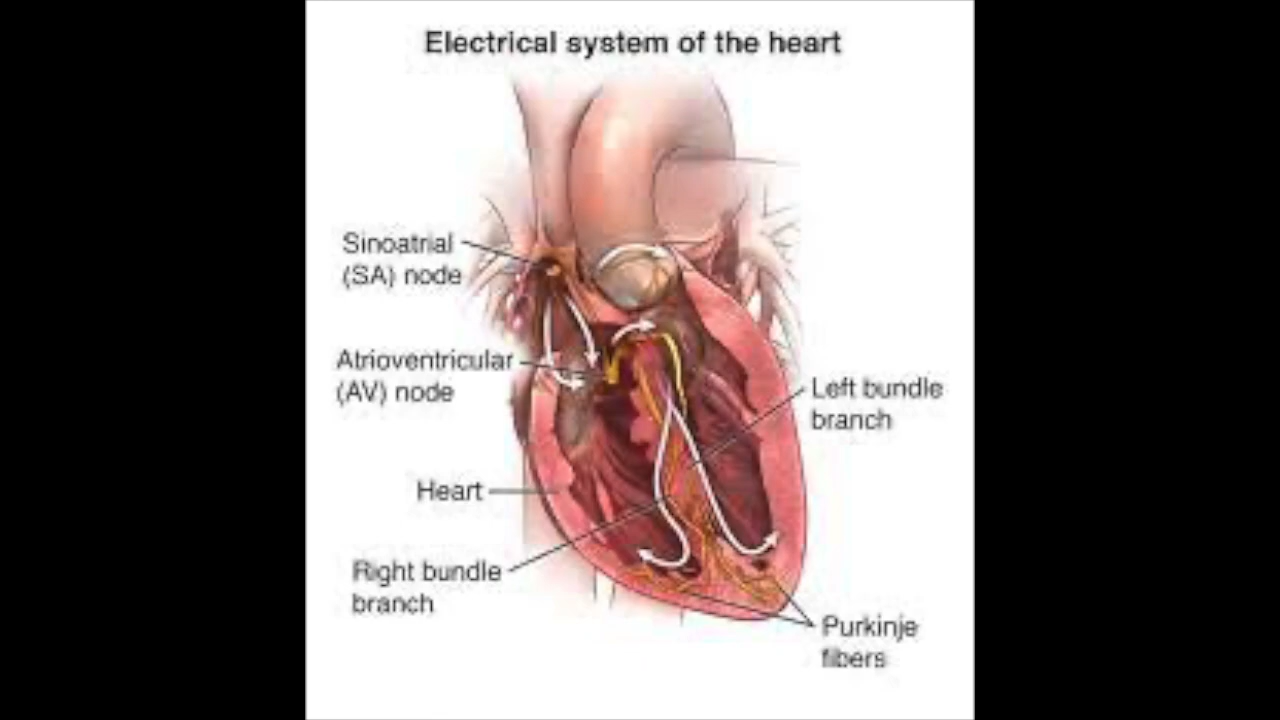 Electrical system of the heart
Sinoatrial
(SA) node
Atrioventricular
(AV) node
Left bundle
branch
Heart
Right bundle
branch
Purkinje
fibers